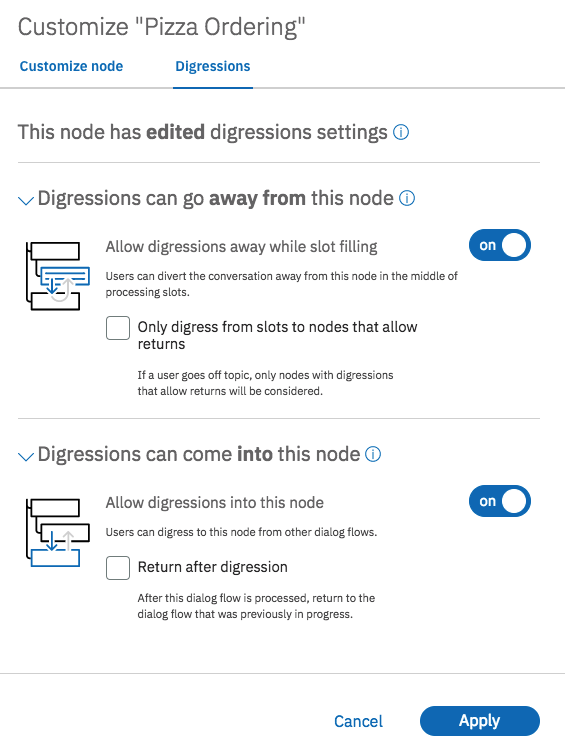 Customize "Pizza Ordering"
Customize node
Digressions
This node has edited digressions settings
Digressions can go away from this node
Allow digressions away while slot filling
on
Users can divert the conversation away from this node in the middle of
processing slots.
Only digress from slots to nodes that allow
returns
If a user goes off topic, only nodes with digressions
that allow returns will be considered.
Digressions can come into this node
Allow digressions into this node
on
Users can digress to this node from other dialog flows.
Return after digression
After this dialog flow is processed, return to the
dialog flow that was previously in progress.
Cancel
Apply